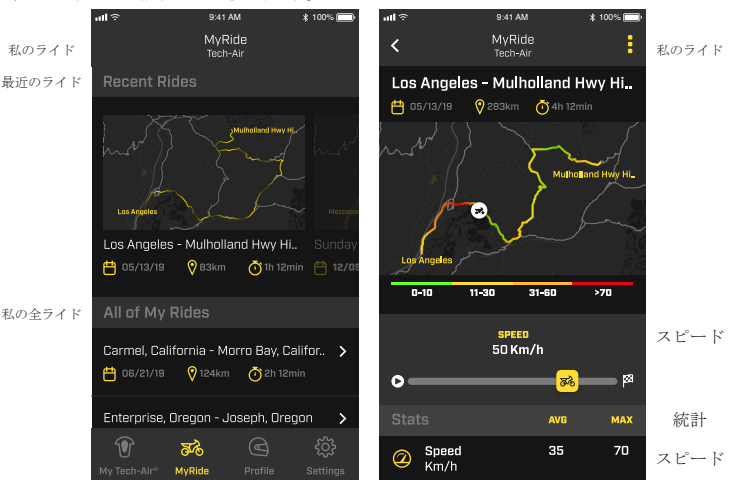 9:41 AM
100%
MyRide
Tech-Air
私のライド
最近のライド
Recent Rides
Mulholland Hwy Hi..
Los Angeles
Los Angeles - Mulholland Hwy Hi..
Sunday
05/13/19
83km
1h 12min
私の全ライド
All of My Rides
Carmel, California - Morro Bay, Califor..
06/21/19
124km
2h 12min
Enterprise, Oregon - Joseph, Oregon
My Tech-Air®
MyRide
Profile
Settings
9:41 AM
100%
MyRide
Tech-Air
私のライド
Los Angeles - Mulholland Hwy Hi..
05/13/19
283km
4h 12min
Mulholland Hwy Hi..
Los Angeles
0-10
11-30
31-60
>70
SPEED
50 Km/h
スピード
Stats
AVG
MAX
統計
Speed
Km/h
35
70
スピード